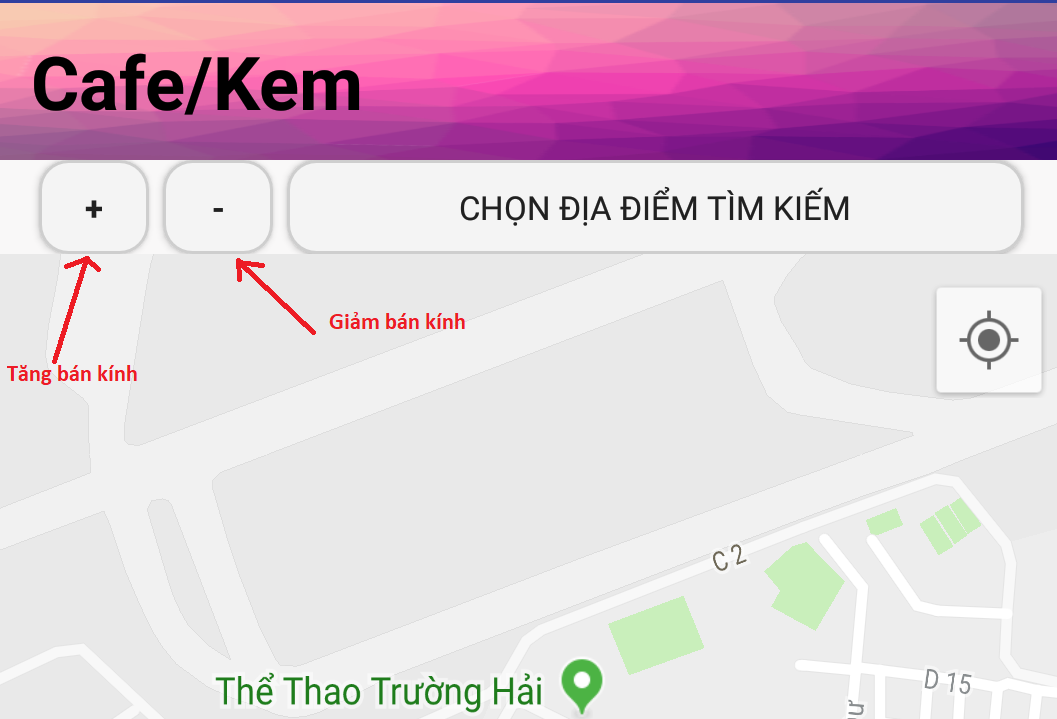 Cafe/Kem
+
-
CHỌN ĐỊA ĐIỂM TÌM KIẾM
Giảm bán kính
Tăng bán kính
C 2
Thể Thao Trường Hải
D 15